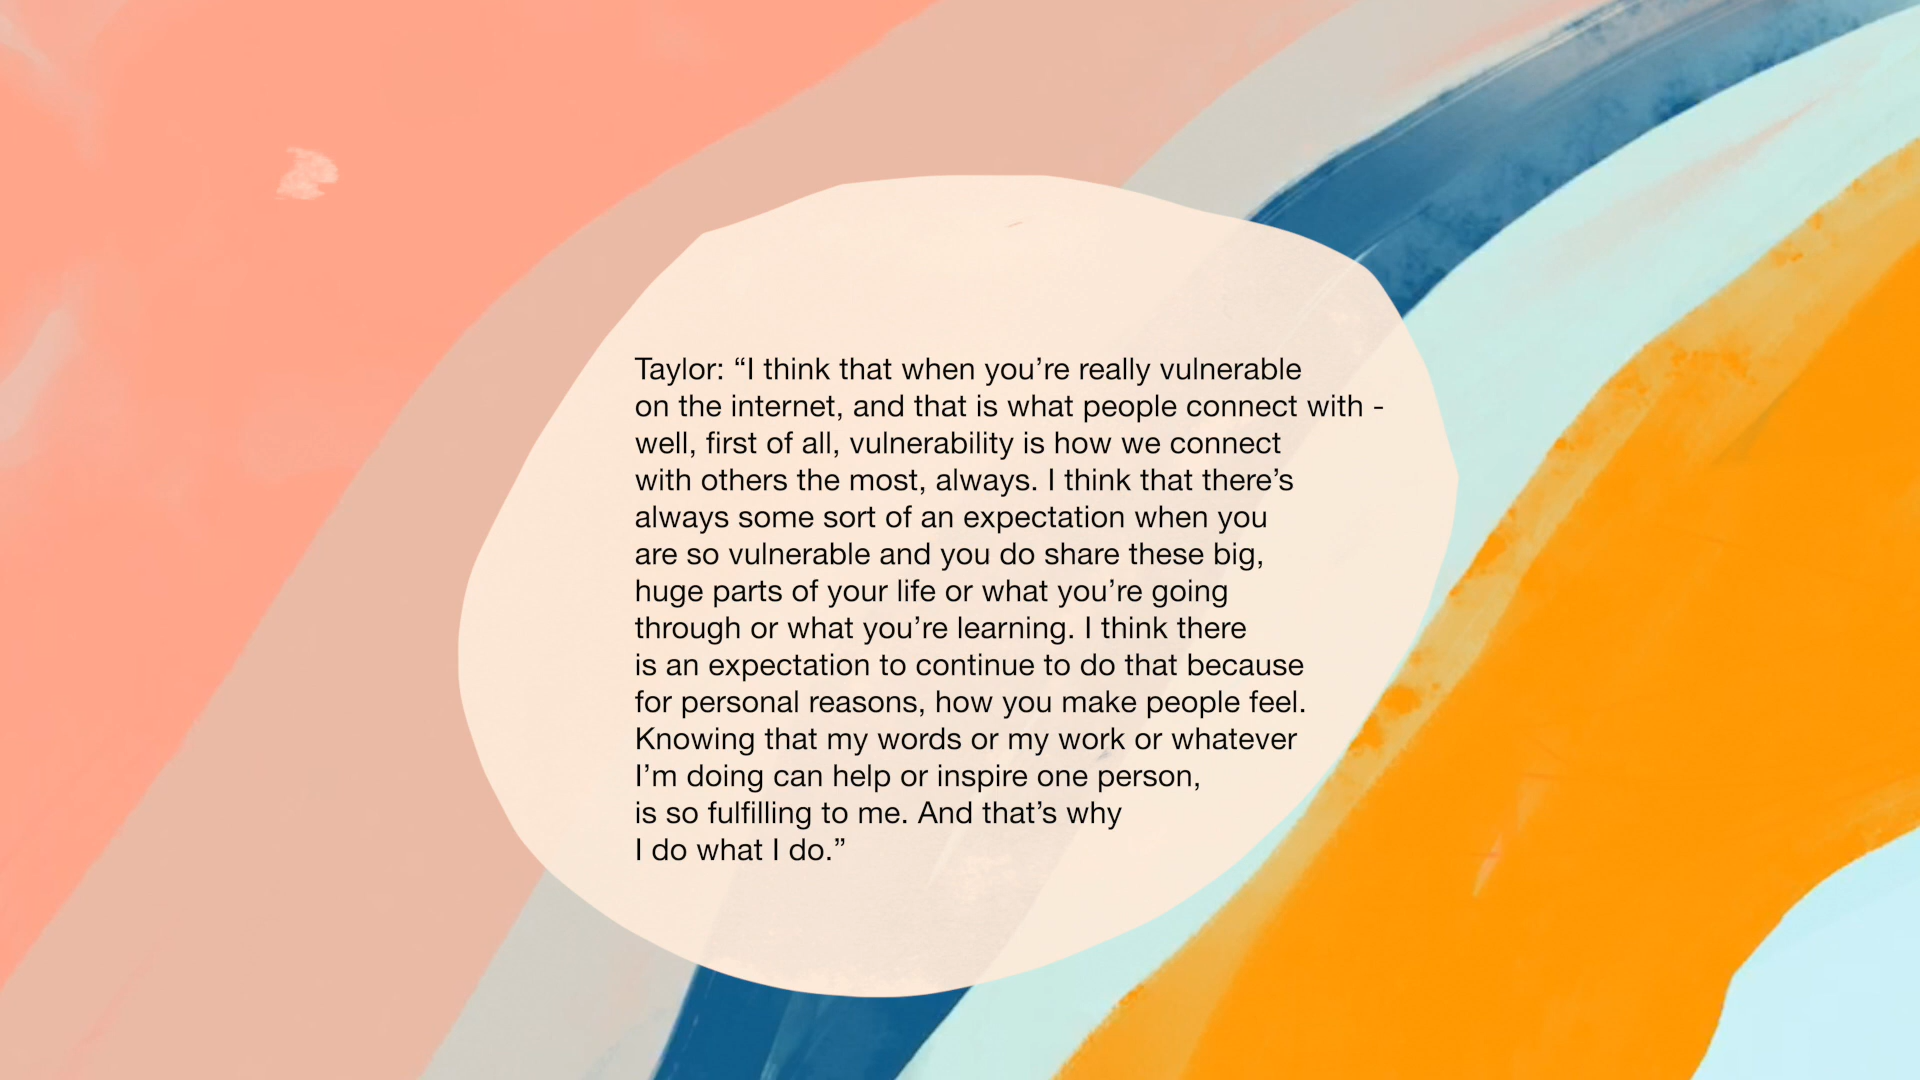 Taylor: “I think that when you’re really vulnerable
on the internet, and that is what people connect with -
well, first of all, vulnerability is how we connect
with others the most, always. I think that there’s
always some sort of an expectation when you
are so vulnerable and you do share these big,
huge parts of your life or what you’re going
through or what you’re learning. I think there
is an expectation to continue to do that because
for personal reasons, how you make people feel.
Knowing that my words or my work or whatever
I’m doing can help or inspire one person,
is so fulfilling to me. And that’s why
I do what I do.”